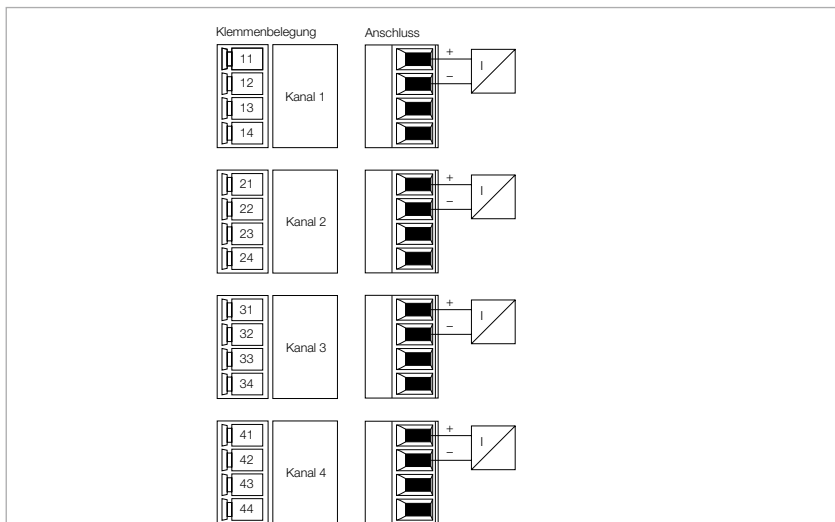 Klemmenbelegung Anschluss
11
12
13
14
Kanal 1
+
–
I
21
22
23
24
Kanal 2
+
–
I
31
32
33
34
Kanal 3
+
–
I
41
42
43
44
Kanal 4
+
–
I